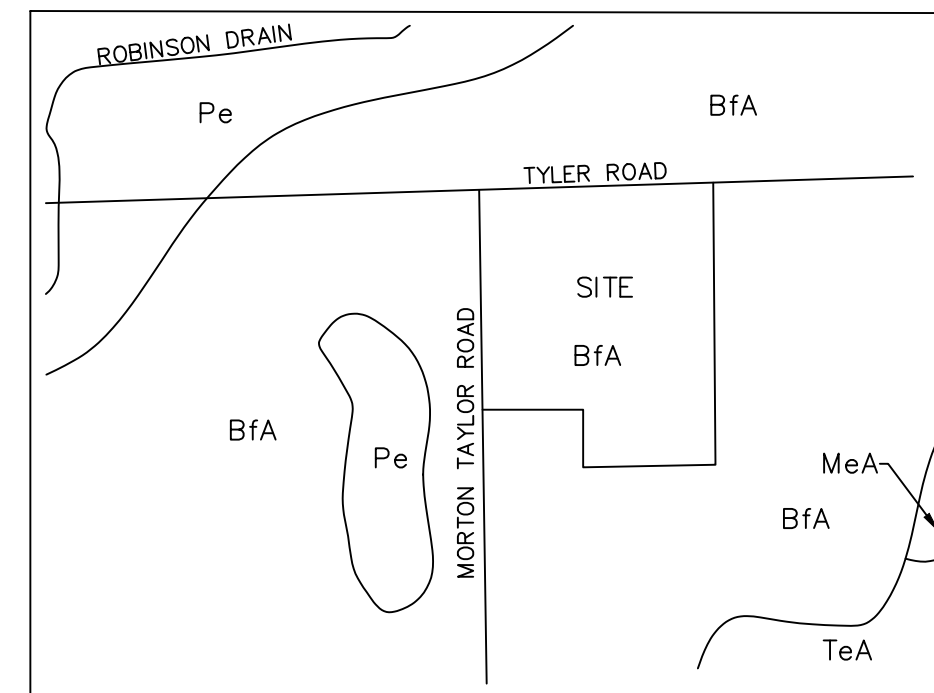 ROBINSON DRAIN
Pe
BfA
TYLER ROAD
SITE
BfA
MORTON TAYLOR ROAD
BfA
Pe
MeA
BfA
TeA